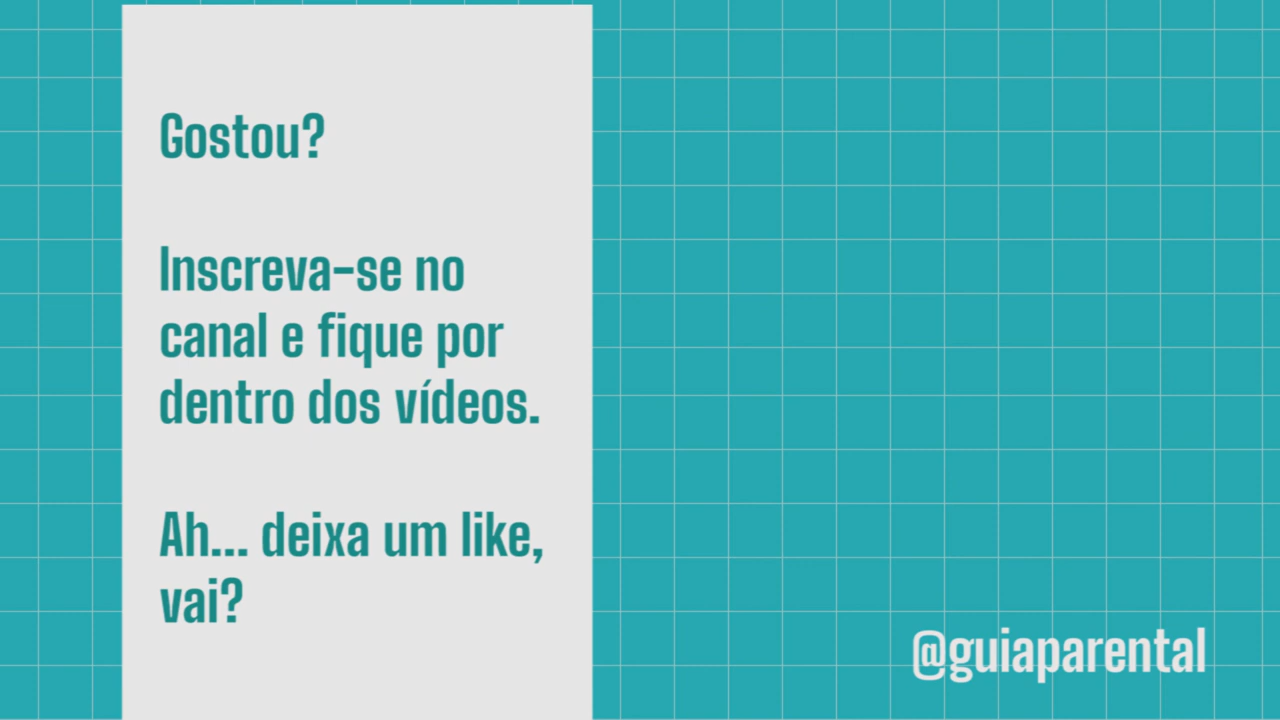 Gostou?
Inscreva-se no
canal e fique por
dentro dos vídeos.
Ah... deixa um like,
vai?
@guiaparental